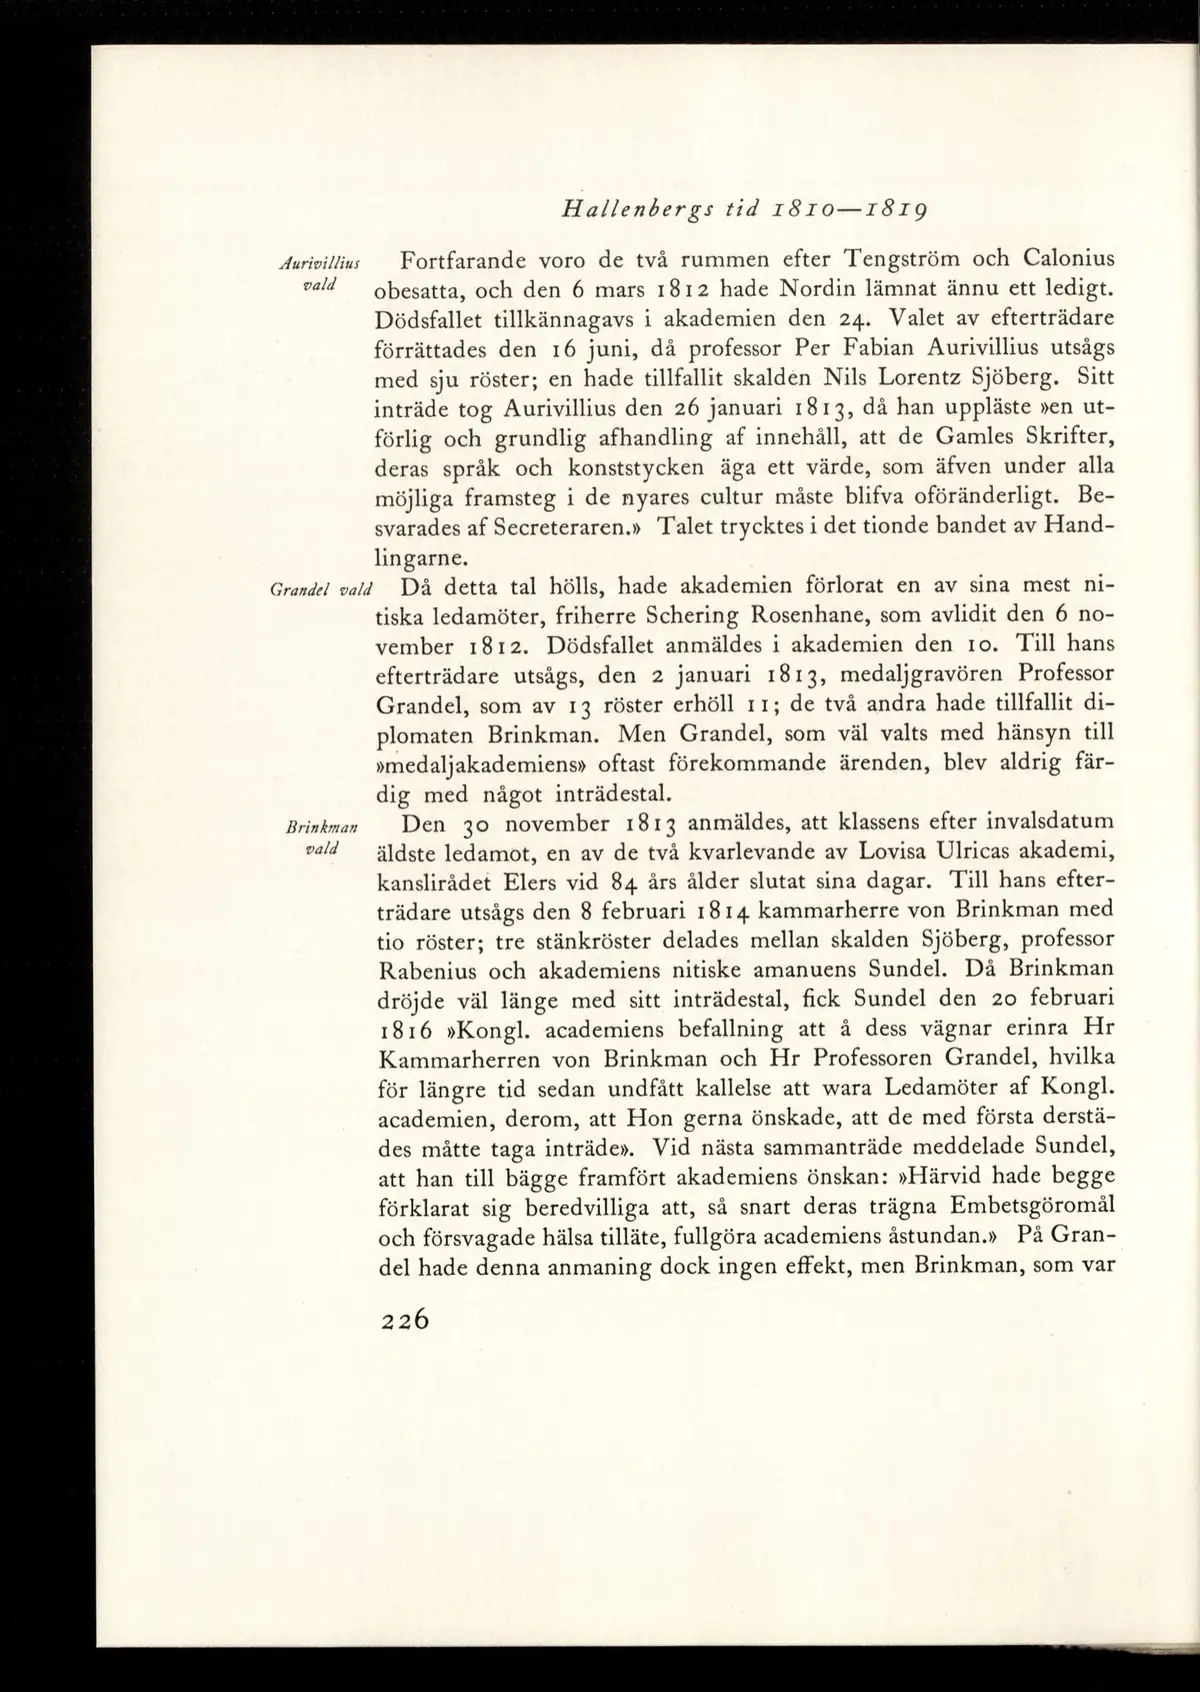 Hallenbergs tid 1810—1819
Aurivillius
vald
Fortfarande voro de två rummen efter Tengström och Calonius
obesatta, och den 6 mars 1812 hade Nordin lämnat ännu ett ledigt.
Dödsfallet tillkännagavs i akademien den 24. Valet av efterträdare
förrättades den 16 juni, då professor Per Fabian Aurivillius utsågs
med sju röster; en hade tillfallit skalden Nils Lorentz Sjöberg. Sitt
inträde tog Aurivillius den 26 januari 1813, då han uppläste »en ut-
förlig och grundlig afhandling af innehåll, att de Gamles Skrifter,
deras språk och konststycken äga ett värde, som äfven under alla
möjliga framsteg i de nyares cultur måste blifva oföränderligt. Be-
svarades af Secreteraren.» Talet trycktes i det tionde bandet av Hand-
lingarne.
Grandel vald
Då detta tal hölls, hade akademien förlorat en av sina mest ni-
tiska ledamöter, friherre Schering Rosenhane, som avlidit den 6 no-
vember 1812. Dödsfallet anmäldes i akademien den 10. Till hans
efterträdare utsågs, den 2 januari 1813, medaljgravören Professor
Grandel, som av 13 röster erhöll 11; de två andra hade tillfallit di-
plomaten Brinkman. Men Grandel, som väl valts med hänsyn till
»medaljakademiens» oftast förekommande ärenden, blev aldrig fär-
dig med något inträdestal.
Brinkman
vald
Den 30 november 1813 anmäldes, att klassens efter invalsdatum
äldste ledamot, en av de två kvarlevande av Lovisa Ulricas akademi,
kanslirådet Elers vid 84 års ålder slutat sina dagar. Till hans efter-
trädare utsågs den 8 februari 1814 kammarherre von Brinkman med
tio röster; tre stänkröster delades mellan skalden Sjöberg, professor
Rabenius och akademiens nitiske amanuens Sundel. Då Brinkman
dröjde väl länge med sitt inträdestal, fick Sundel den 20 februari
1816 »Kongl. academiens befallning att å dess vägnar erinra Hr
Kammarherren von Brinkman och Hr Professoren Grandel, hvilka
för längre tid sedan undfått kallelse att wara Ledamöter af Kongl.
academien, derom, att Hon gerna önskade, att de med första derstä-
des måtte taga inträde». Vid nästa sammanträde meddelade Sundel,
att han till bägge framfört akademiens önskan: »Härvid hade begge
förklarat sig beredvilliga att, så snart deras trägna Embetsgöromål
och försvagade hälsa tilläte, fullgöra academiens åstundan.» På Gran-
del hade denna anmaning dock ingen effekt, men Brinkman, som var
226